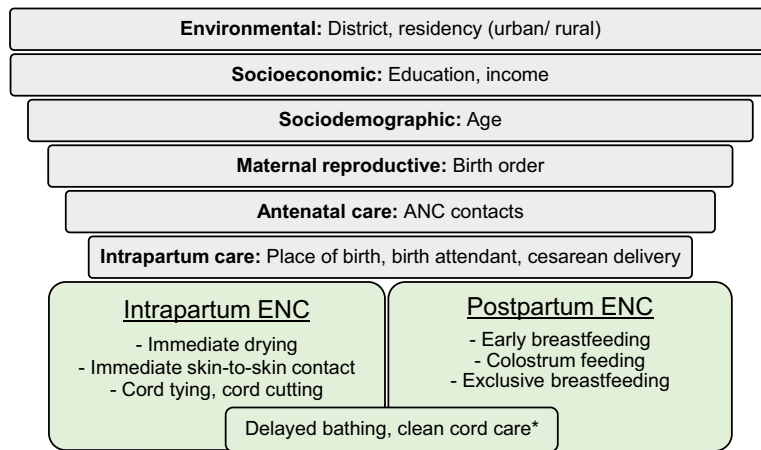 Environmental: District, residency (urban/ rural)
Socioeconomic: Education, income
Sociodemographic: Age
Maternal reproductive: Birth order
Antenatal care: ANC contacts
Intrapartum care: Place of birth, birth attendant, cesarean delivery
Intrapartum ENC
- Immediate drying
- Immediate skin-to-skin contact
- Cord tying, cord cutting
Postpartum ENC
- Early breastfeeding
- Colostrum feeding
- Exclusive breastfeeding
Delayed bathing, clean cord care*